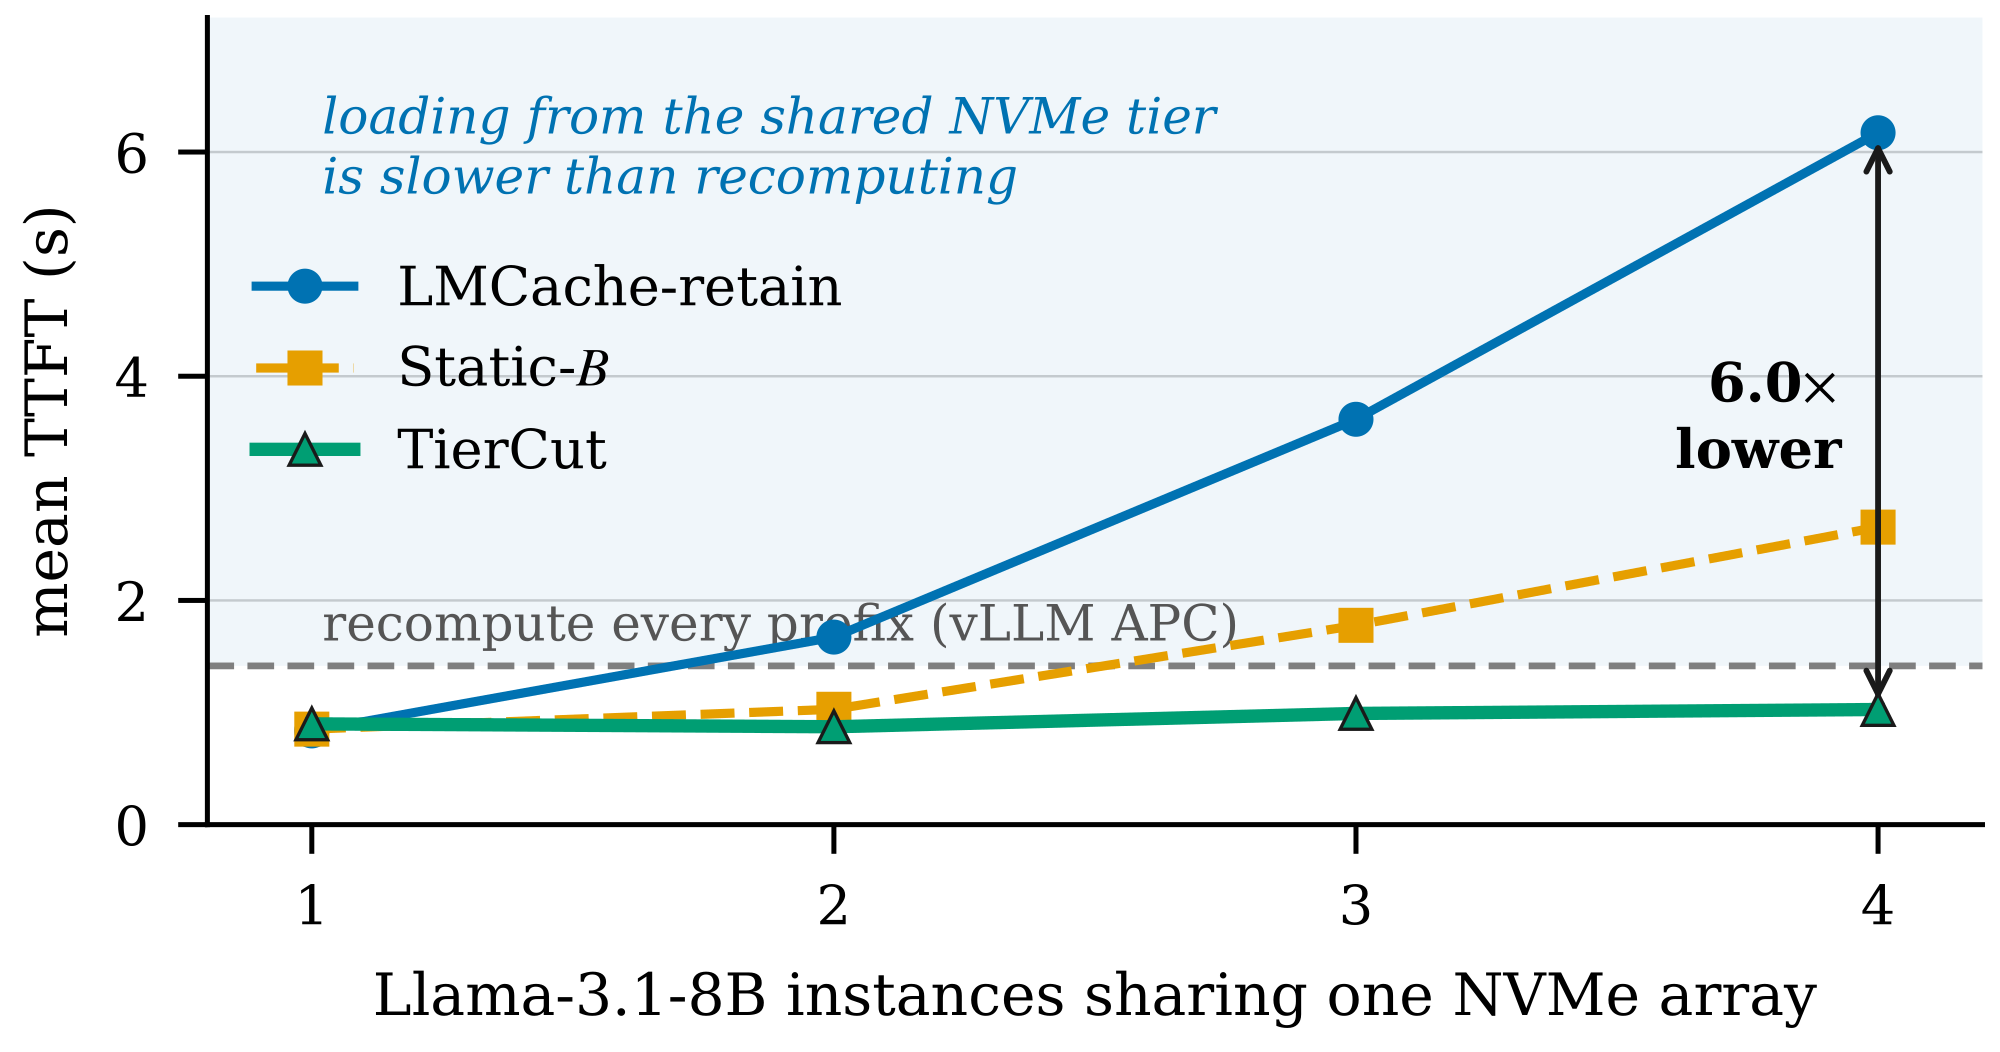 loading from the shared NVMe tier
is slower than recomputing
LMCache-retain
Static-B
TierCut
6.0×
lower
recompute every prefix (vLLM APC)
mean TTFT (s)
6
4
2
0
1 2 3 4
Llama-3.1-8B instances sharing one NVMe array